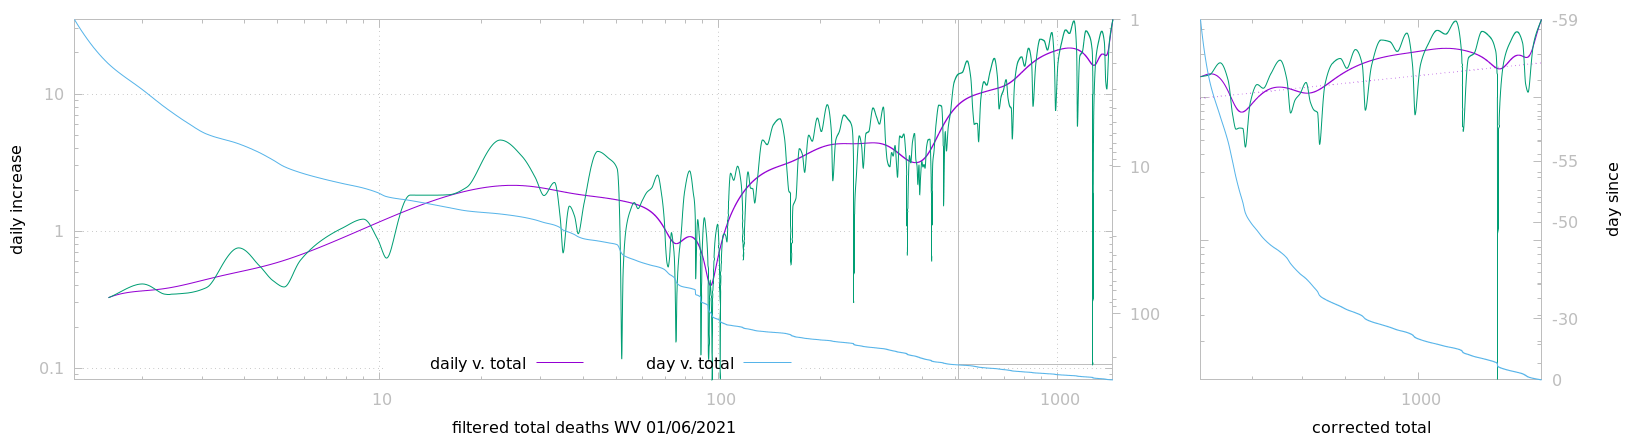 1
-59
10
10
-55
daily increase
day since
1
-50
100
-30
daily v. total
day v. total
0.1
0
10
100
1000
1000
filtered total deaths WV 01/06/2021
corrected total